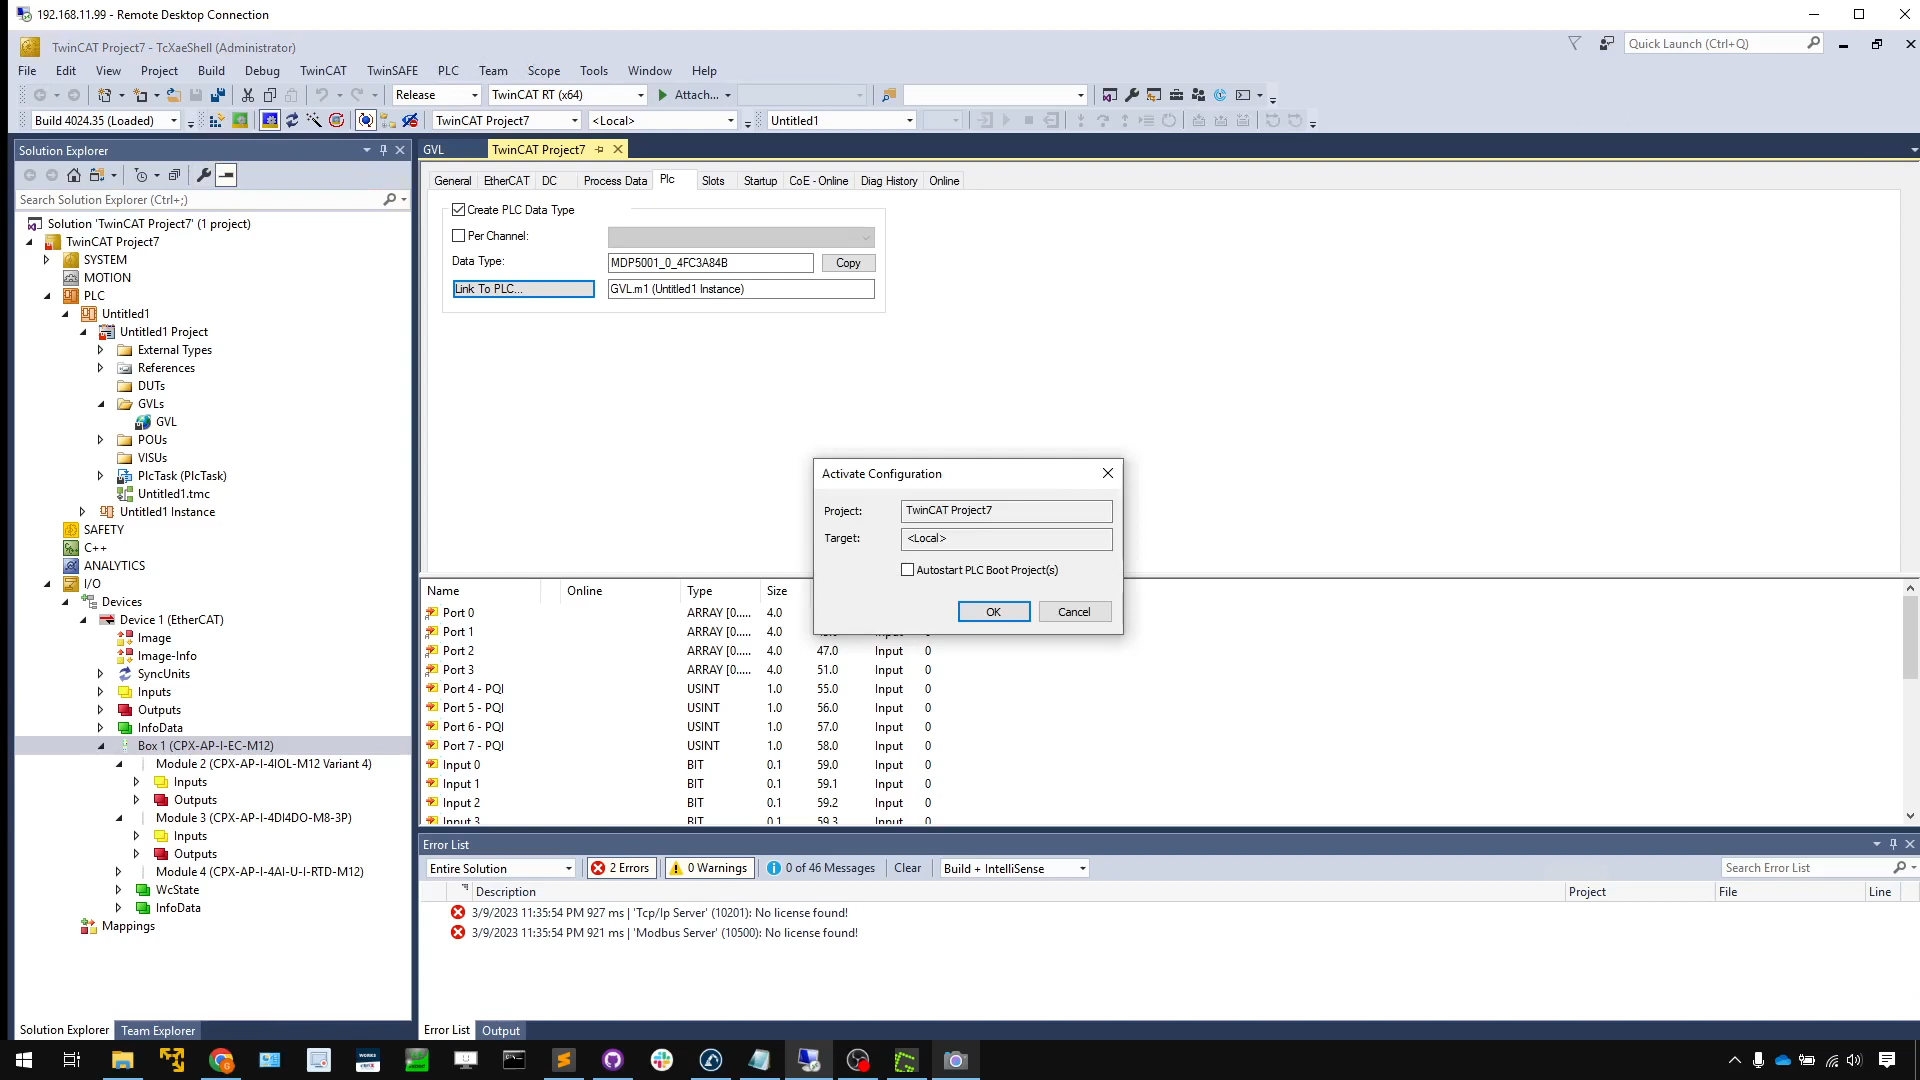 192.168.11.99 - Remote Desktop Connection
TwinCAT Project7 - TcXaeShell (Administrator)
Quick Launch (Ctrl+Q)
File Edit View Project Build Debug TwinCAT TwinSAFE PLC Team Scope Tools Window Help
Release TwinCAT RT (x64) Attach...
Build 4024.35 (Loaded) TwinCAT Project7 <Local> Untitled1
Solution Explorer
Search Solution Explorer (Ctrl+;)
Solution 'TwinCAT Project7' (1 project)
TwinCAT Project7
SYSTEM
MOTION
PLC
Untitled1
Untitled1 Project
External Types
References
DUTs
GVLs
GVL
POUs
VISUs
PlcTask (PlcTask)
Untitled1.tmc
Untitled1 Instance
SAFETY
C++
ANALYTICS
I/O
Devices
Device 1 (EtherCAT)
Image
Image-Info
SyncUnits
Inputs
Outputs
InfoData
Box 1 (CPX-AP-I-EC-M12)
Module 2 (CPX-AP-I-4IOL-M12 Variant 4)
Inputs
Outputs
Module 3 (CPX-AP-I-4DI4DO-M8-3P)
Inputs
Outputs
Module 4 (CPX-AP-I-4AI-U-I-RTD-M12)
WcState
InfoData
Mappings
Solution Explorer Team Explorer
GVL TwinCAT Project7
General EtherCAT DC Process Data Plc Slots Startup CoE - Online Diag History Online
Create PLC Data Type
Per Channel:
Data Type: MDP5001_0_4FC3A84B Copy
Link To PLC... GVL.m1 (Untitled1 Instance)
Activate Configuration
Project: TwinCAT Project7
Target: <Local>
Autostart PLC Boot Project(s)
OK Cancel
Name Online Type Size
Port 0 ARRAY [0..... 4.0
Port 1 ARRAY [0..... 4.0 Input 0
Port 2 ARRAY [0..... 4.0 47.0 Input 0
Port 3 ARRAY [0..... 4.0 51.0 Input 0
Port 4 - PQI USINT 1.0 55.0 Input 0
Port 5 - PQI USINT 1.0 56.0 Input 0
Port 6 - PQI USINT 1.0 57.0 Input 0
Port 7 - PQI USINT 1.0 58.0 Input 0
Input 0 BIT 0.1 59.0 Input 0
Input 1 BIT 0.1 59.1 Input 0
Input 2 BIT 0.1 59.2 Input 0
Input 3 BIT 0.1 59.3 Input 0
Error List
Entire Solution 2 Errors 0 Warnings 0 of 46 Messages Clear Build + IntelliSense Search Error List
Description Project File Line
3/9/2023 11:35:54 PM 927 ms | 'Tcp/Ip Server' (10201): No license found!
3/9/2023 11:35:54 PM 921 ms | 'Modbus Server' (10500): No license found!
Error List Output